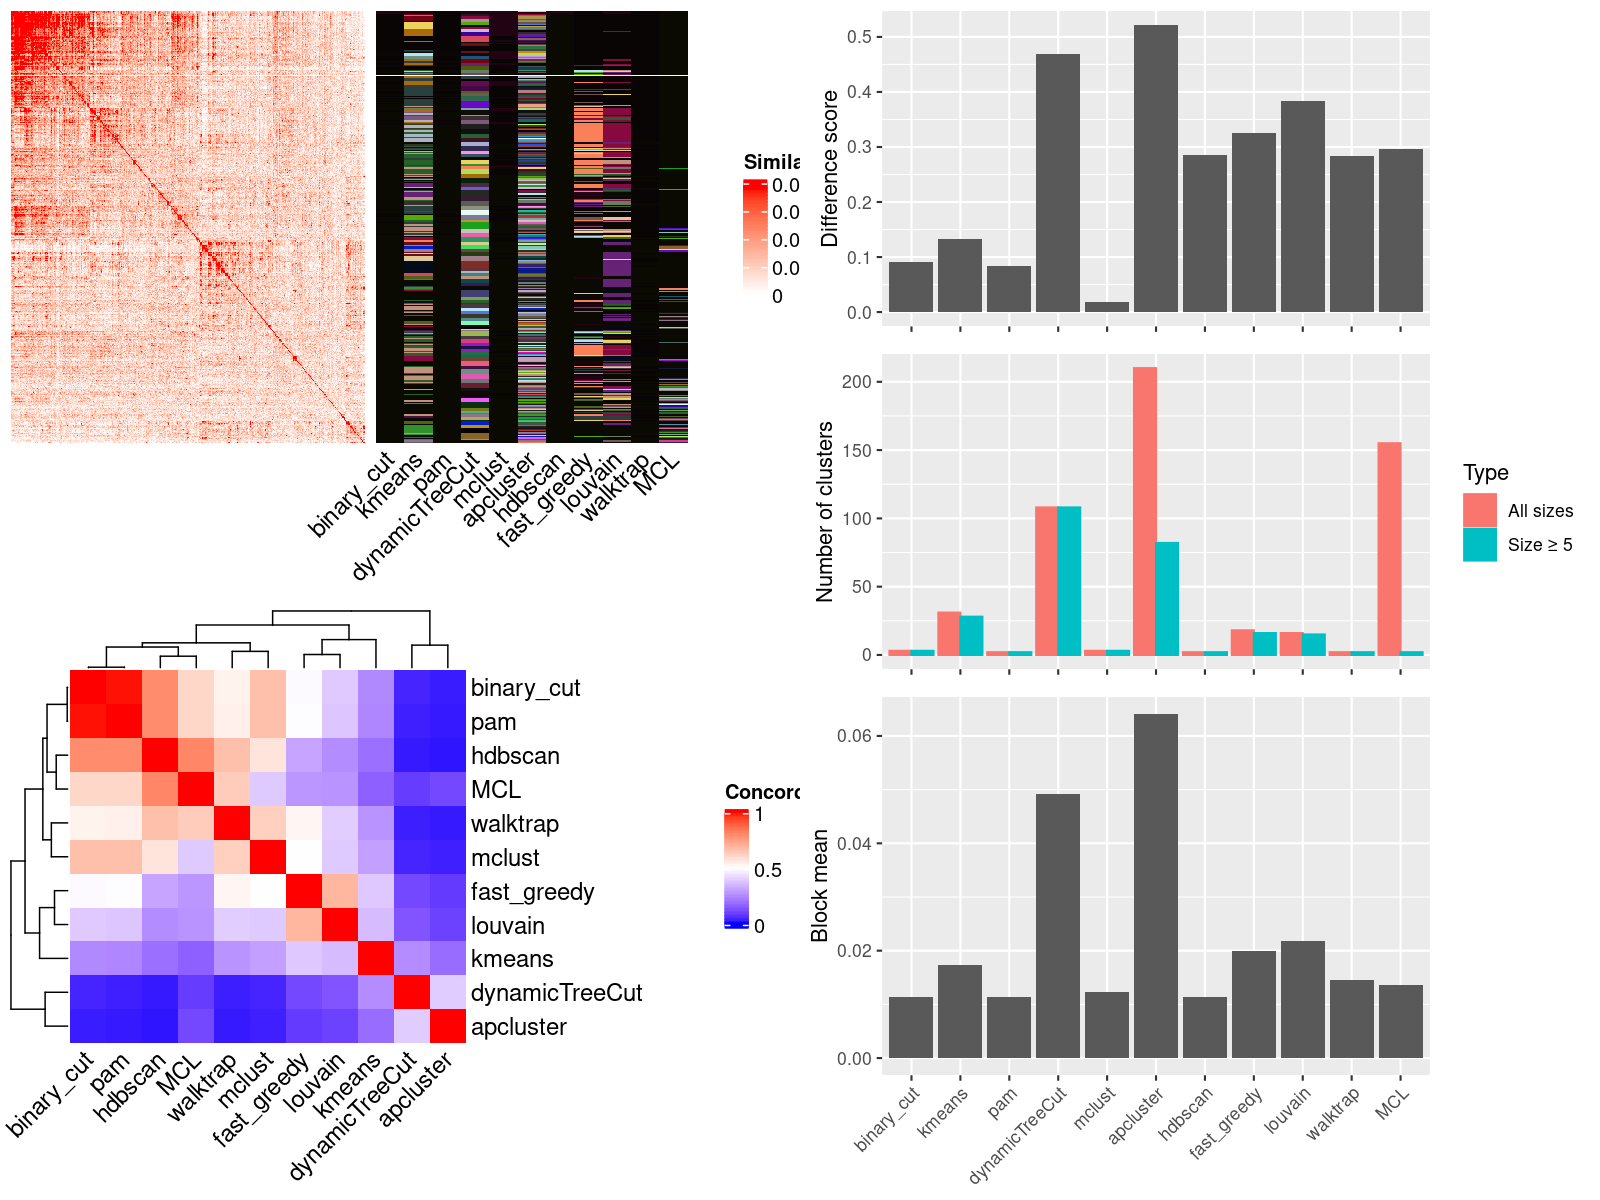 Simila
0.0
0.0
0.0
0.0
0
binary_cut
kmeans
pam
dynamicTreeCut
mclust
apcluster
hdbscan
fast_greedy
louvain
walktrap
MCL
binary_cut
pam
hdbscan
MCL
walktrap
mclust
fast_greedy
louvain
kmeans
dynamicTreeCut
apcluster
binary_cut
pam
hdbscan
MCL
walktrap
mclust
fast_greedy
louvain
kmeans
dynamicTreeCut
apcluster
Concord
1
0.5
0
Difference score
0.5
0.4
0.3
0.2
0.1
0.0
Number of clusters
200
150
100
50
0
Type
All sizes
Size ≥ 5
Block mean
0.06
0.04
0.02
0.00
binary_cut
kmeans
pam
dynamicTreeCut
mclust
apcluster
hdbscan
fast_greedy
louvain
walktrap
MCL